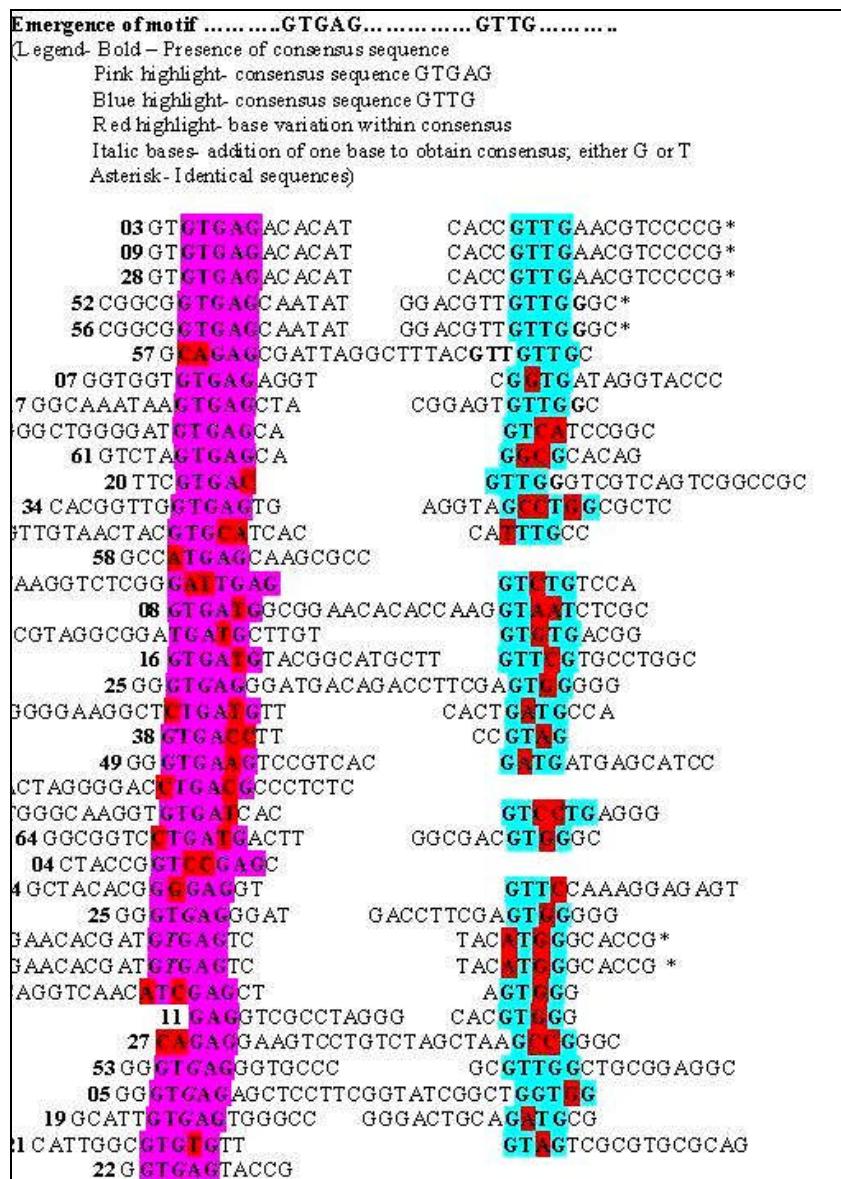 Emergence of motif ………..GTGAG…………. GTTG………..
(Legend- Bold – Presence of consensus sequence
Pink highlight- consensus sequence GTGAG
Blue highlight- consensus sequence GTTG
Red highlight- base variation within consensus
Italic bases- addition of one base to obtain consensus; either G or T
Asterisk- Identical sequences)
03 GTGTGAGACACAT CACCGTTGAACGTCCCCG*
09 GTGTGAGACACAT CACCGTTGAACGTCCCCG*
28 GTGTGAGACACAT CACCGTTGAACGTCCCCG*
52 CGGCGGTGAGCAATAT GGACGTTGTTGGGC*
56 CGGCGGTGAGCAATAT GGACGTTGTTGGGC*
57 GCAGAGCGATTAGGCTTTACGTTGTTGC
07 GGTGGTGTGAGAGGT CGGTGATAGGTACCC
7 GGCAAATAAGTGAGCTA CGGAGTGTTGGC
GGCTGGGGATGTGAGCA GTCATCCGGC
61 GTCTAGTGAGCA GGCGCACAG
20 TTCGTGAC GTTGGGTCGTCAGTCGGCCGC
34 CACGGTTGGTGAGTG AGGTAGCCTGGCGCTC
GTTGTAACTACGTGCATCAC CATTTGCC
58 GCCATGAGCAAGCGCC
AAGGTCTCGGGATTGAG GTCTGTCCA
08 GTGATGGCGGAACACACCAAGGTAATCTCGC
CGTAGGCGGATGATGCTTGT GTGTGACGG
16 GTGATGTACGGCATGCTT GTTCGTGCCTGGC
25 GGGTGAGGGATGACAGACCTTCGAGTGGGGG
GGGGAAGGCTCTGATGTT CACTGATGCCA
38 GTGACCTT CCGTAG
49 GGGTGAAGTCCGTCAC GATGATGAGCATCC
ACTAGGGGACCTGACGCCCTCTC
TGGGCAAGGTGTGATCAC GTCCTGAGGG
64 GGCGGTCCTGATGACTT GGCGACGTGGGC
04 CTACCGGTCCGAGC
4 GCTACACGGGGAGGT GTTCCAAAGGAGAGT
25 GGGTGAGGGAT GACCTTCGAGTGGGGG
GAACACGATGTGAGTC TACATGGGCACCG*
GAACACGATGTGAGTC TACATGGGCACCG *
AGGTCAACATCGAGCT AGTGGG
11 GAGGTCGCCTAGGG CACGTGGG
27 CAGAGGAAGTCCTGTCTAGCTAAGCCGGGC
53 GGGTGAGGGTGCCC GCGTTGGCTGCGGAGGC
05 GGGTGAGAGCTCCTTCGGTATCGGCTGGTGG
19 GCATTGTGAGTGGGCC GGGACTGCAGATGCG
21 CATTGGCGTGTGTT GTAGTCGCGTGCGCAG
22 GGTGAGTACCG